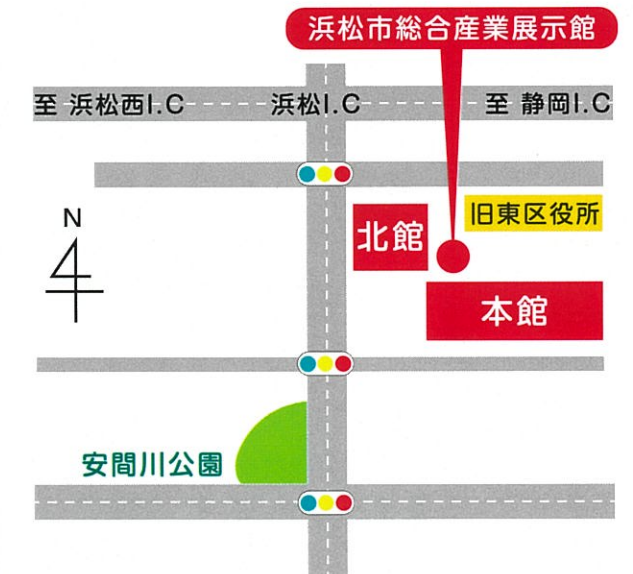 浜松市総合産業展示館
至 浜松西I.C
浜松I.C
至 静岡I.C
N
北館
旧東区役所
本館
安間川公園